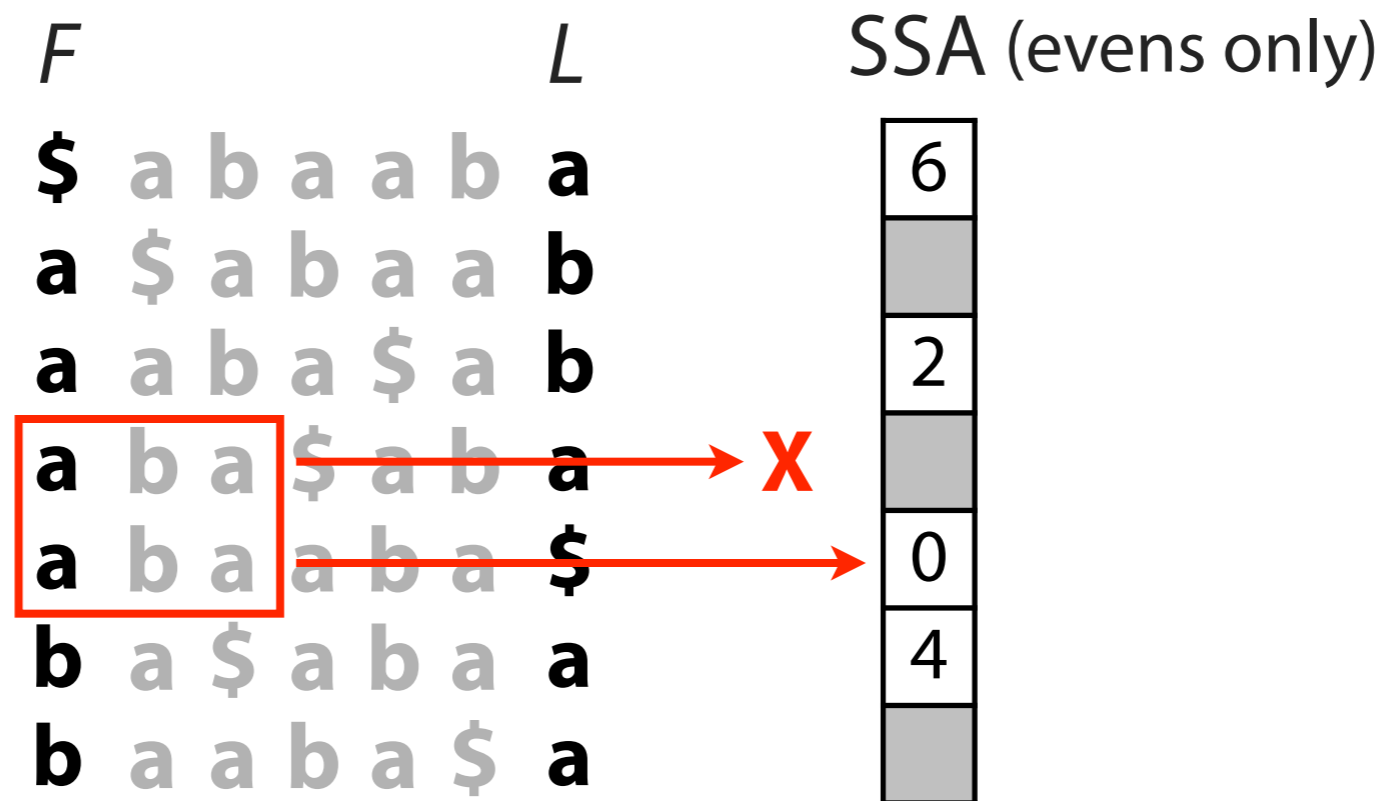 F L SSA (evens only)
$ a b a a b a 6
a $ a b a a b
a a b a $ a b 2
a b a $ a b a X
a b a a b a $ 0
b a $ a b a a 4
b a a b a $ a